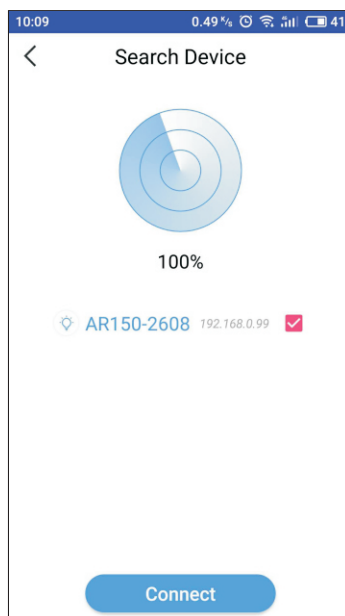 10:09 0.49 K/s 41
Search Device
100%
AR150-2608 192.168.0.99
Connect